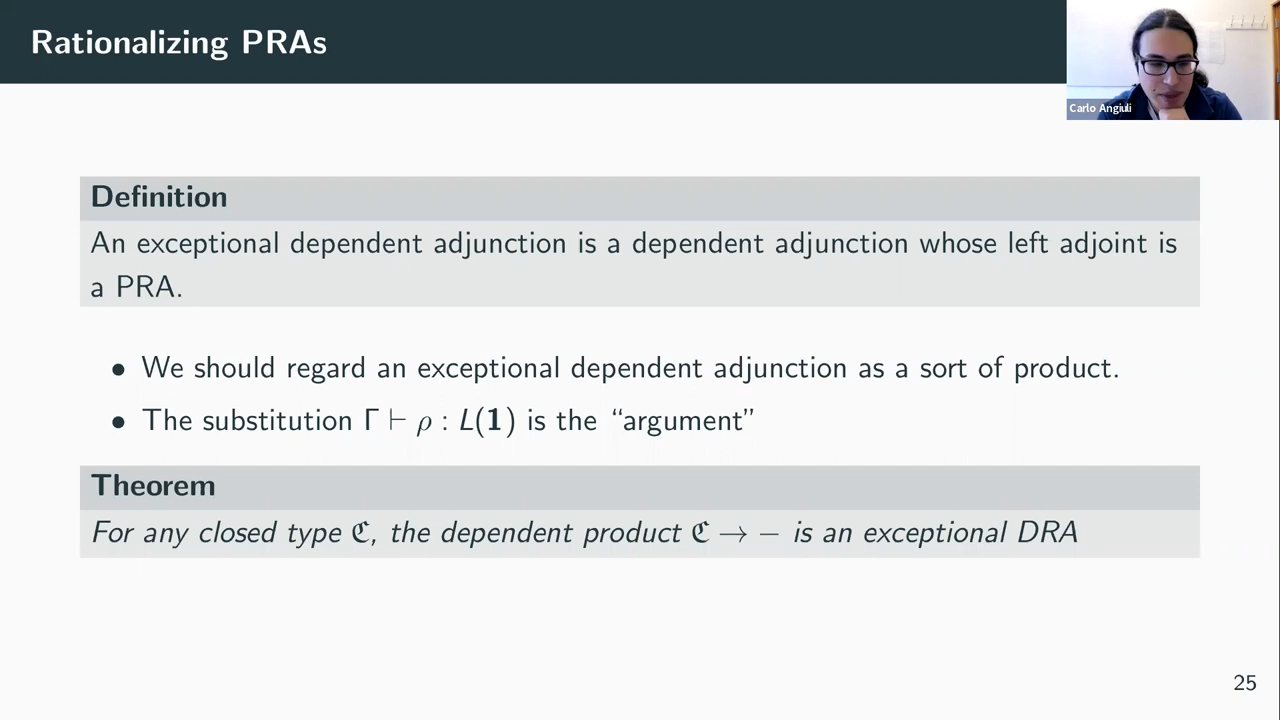 Rationalizing PRAs
Carlo Angiuli
Definition
An exceptional dependent adjunction is a dependent adjunction whose left adjoint is
a PRA.
• We should regard an exceptional dependent adjunction as a sort of product.
• The substitution Γ ⊢ ρ : L(1) is the “argument”
Theorem
For any closed type ℭ, the dependent product ℭ → − is an exceptional DRA
25